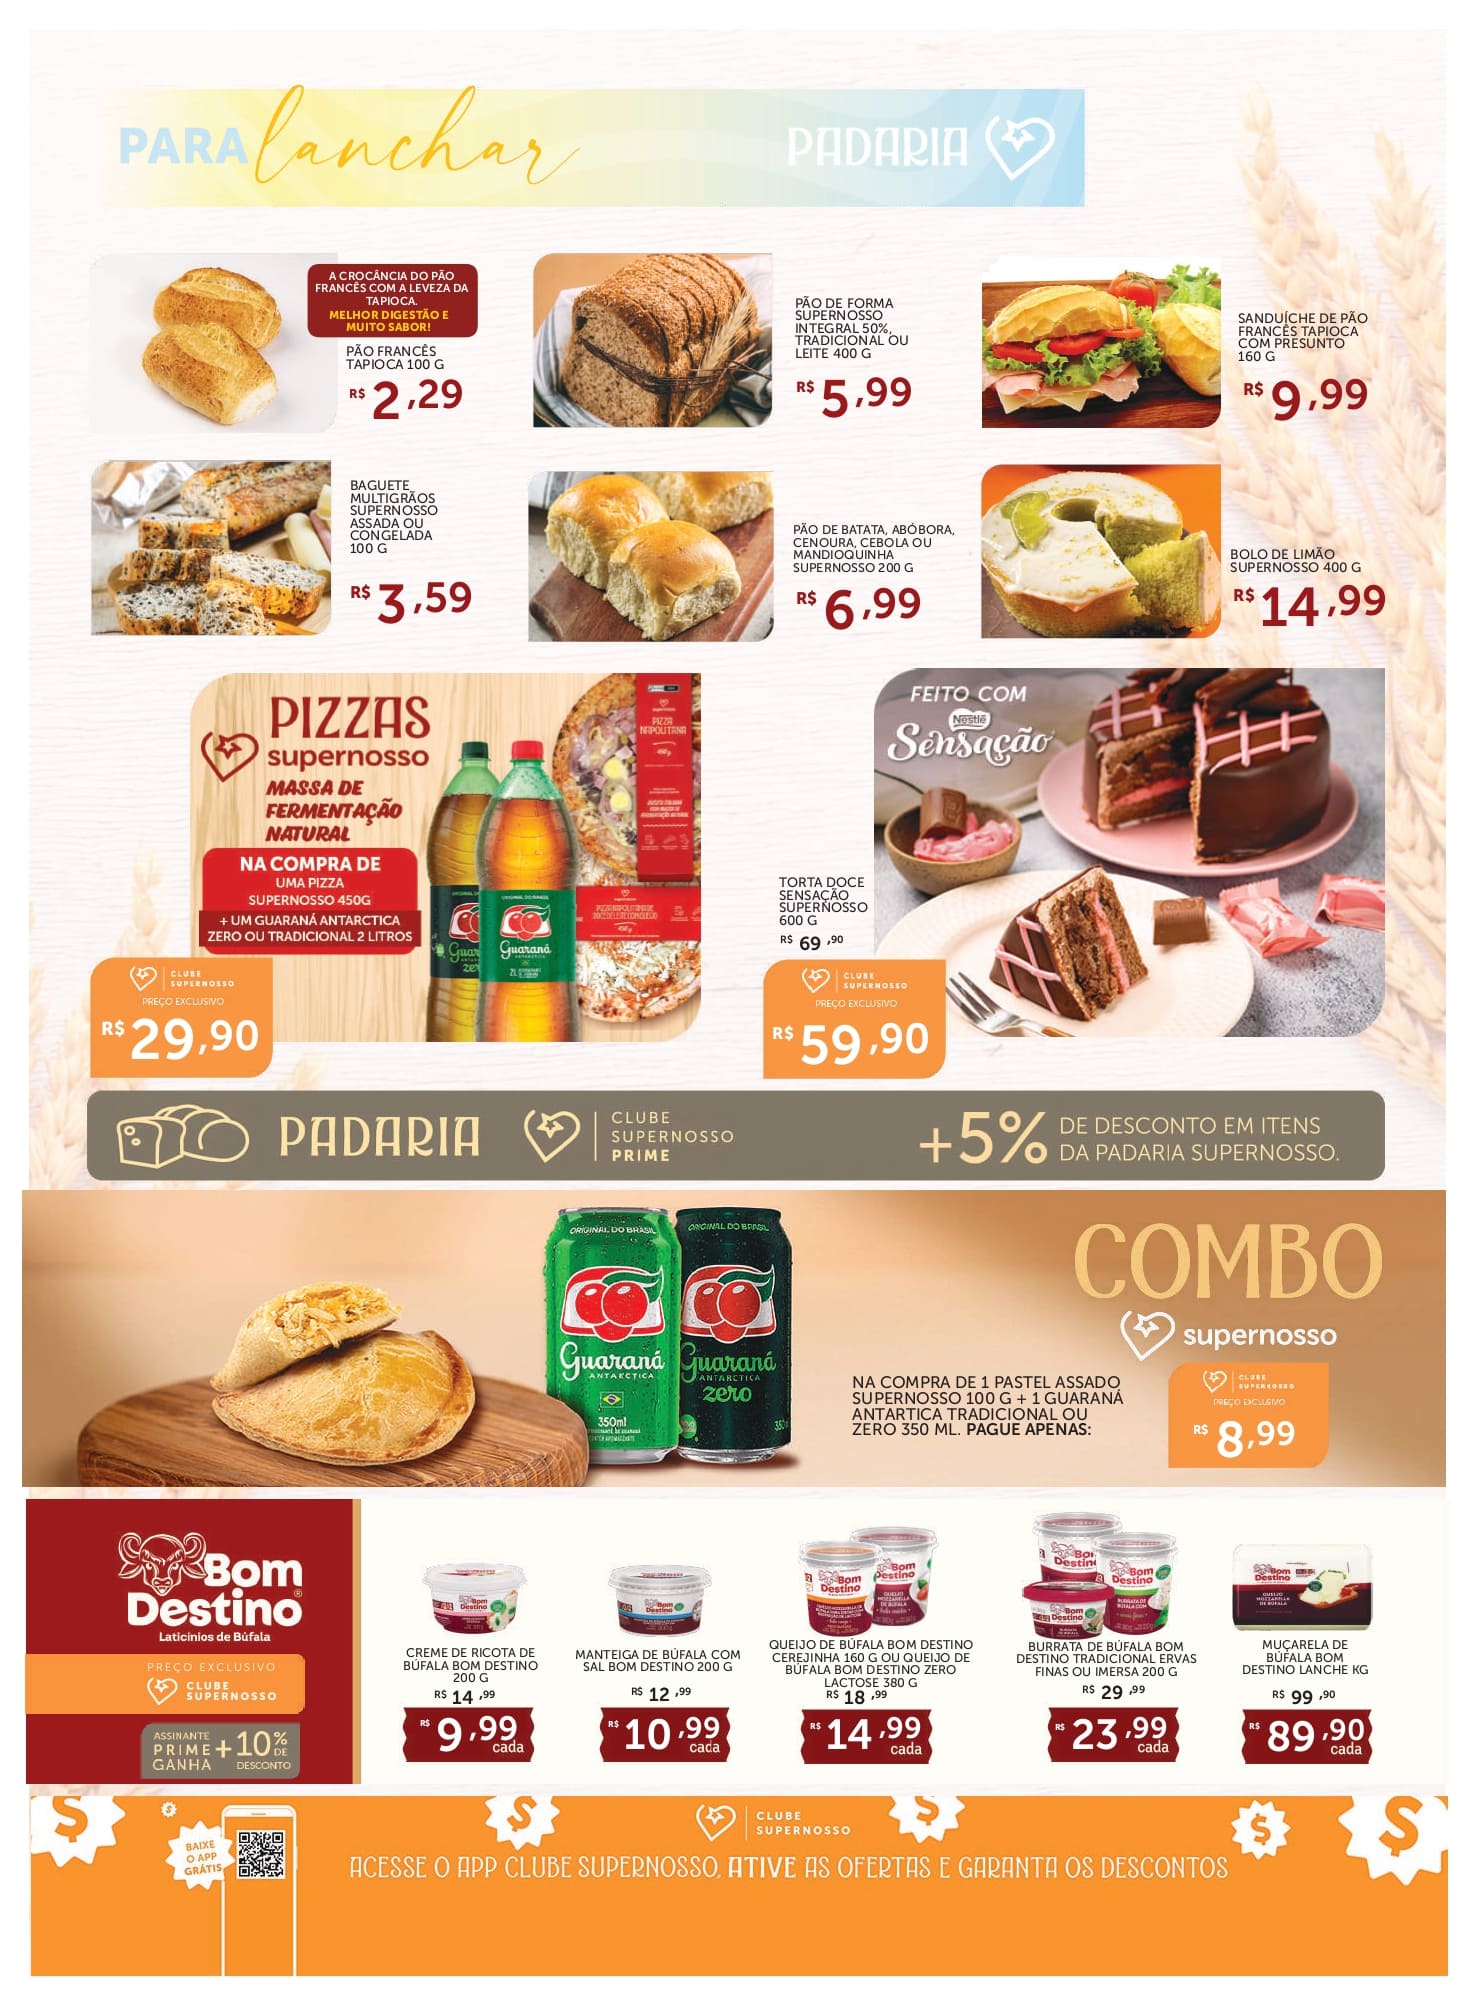 PARA lanchar
PADARIA
A CROCÂNCIA DO PÃO
FRANCÊS COM A LEVEZA DA
TAPIOCA.
MELHOR DIGESTÃO E
MUITO SABOR!
PÃO FRANCÊS
TAPIOCA 100 G
R$ 2,29
PÃO DE FORMA
SUPERNOSSO
INTEGRAL 50%,
TRADICIONAL OU
LEITE 400 G
R$ 5,99
SANDUÍCHE DE PÃO
FRANCÊS TAPIOCA
COM PRESUNTO
160 G
R$ 9,99
BAGUETE
MULTIGRÃOS
SUPERNOSSO
ASSADA OU
CONGELADA
100 G
R$ 3,59
PÃO DE BATATA, ABÓBORA,
CENOURA, CEBOLA OU
MANDIOQUINHA
SUPERNOSSO 200 G
R$ 6,99
BOLO DE LIMÃO
SUPERNOSSO 400 G
R$ 14,99
PIZZAS
supernosso
MASSA DE
FERMENTAÇÃO
NATURAL
NA COMPRA DE
UMA PIZZA
SUPERNOSSO 450G
+ UM GUARANÁ ANTARCTICA
ZERO OU TRADICIONAL 2 LITROS
CLUBE
SUPERNOSSO
PREÇO EXCLUSIVO
R$ 29,90
PIZZA
NAPOLITANA
450 g
Guaraná
zero
Guaraná
FEITO COM
Nestlé
Sensação
TORTA DOCE
SENSAÇÃO
SUPERNOSSO
600 G
R$ 69,90
CLUBE
SUPERNOSSO
PREÇO EXCLUSIVO
R$ 59,90
PADARIA
CLUBE
SUPERNOSSO
PRIME
+5% DE DESCONTO EM ITENS
DA PADARIA SUPERNOSSO.
ORIGINAL DO BRASIL
Guaraná
ANTARCTICA
350ml
ORIGINAL DO BRASIL
Guaraná
ANTARCTICA
zero
COMBO
supernosso
NA COMPRA DE 1 PASTEL ASSADO
SUPERNOSSO 100 G + 1 GUARANÁ
ANTARTICA TRADICIONAL OU
ZERO 350 ML. PAGUE APENAS:
CLUBE
SUPERNOSSO
PREÇO EXCLUSIVO
R$ 8,99
Bom
Destino
Laticínios de Búfala
PREÇO EXCLUSIVO
CLUBE
SUPERNOSSO
ASSINANTE
PRIME
GANHA
+10% DE
DESCONTO
CREME DE RICOTA DE
BÚFALA BOM DESTINO
200 G
R$ 14,99
R$ 9,99
cada
MANTEIGA DE BÚFALA COM
SAL BOM DESTINO 200 G
R$ 12,99
R$ 10,99
cada
QUEIJO DE BÚFALA BOM DESTINO
CEREJINHA 160 G OU QUEIJO DE
BÚFALA BOM DESTINO ZERO
LACTOSE 380 G
R$ 18,99
R$ 14,99
cada
BURRATA DE BÚFALA BOM
DESTINO TRADICIONAL ERVAS
FINAS OU IMERSA 200 G
R$ 29,99
R$ 23,99
cada
MUÇARELA DE
BÚFALA BOM
DESTINO LANCHE KG
R$ 99,90
R$ 89,90
cada
BAIXE
O APP
GRÁTIS
CLUBE
SUPERNOSSO
ACESSE O APP CLUBE SUPERNOSSO, ATIVE AS OFERTAS E GARANTA OS DESCONTOS